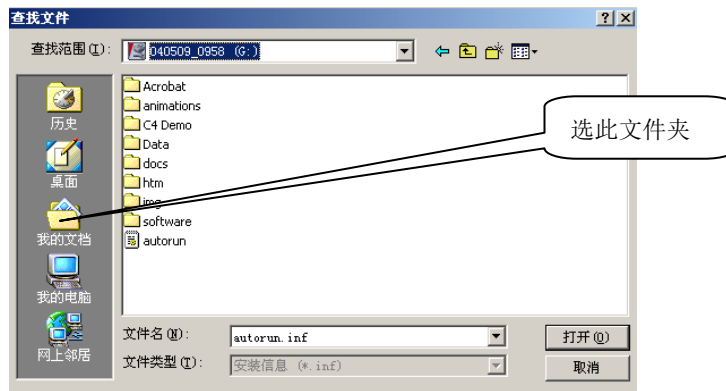 查找文件
查找范围(I):
040509_0958 (G:)
历史
桌面
我的文档
我的电脑
网上邻居
Acrobat
animations
C4 Demo
Data
docs
htm
img
software
autorun
选此文件夹
文件名(N):
autorun.inf
打开(O)
文件类型(T):
安装信息 (*.inf)
取消